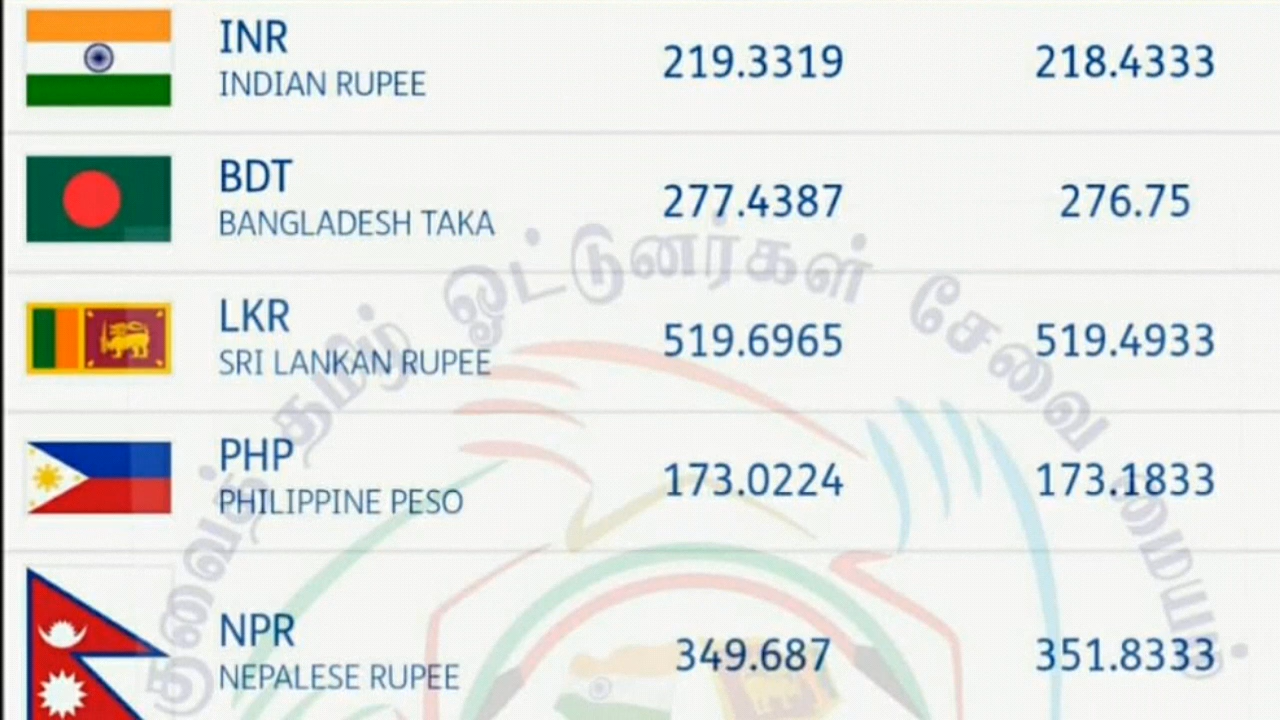 INR 219.3319 218.4333
INDIAN RUPEE
BDT 277.4387 276.75
BANGLADESH TAKA
LKR 519.6965 519.4933
SRI LANKAN RUPEE
PHP 173.0224 173.1833
PHILIPPINE PESO
NPR 349.687 351.8333
NEPALESE RUPEE
குவைத் தமிழ் ஓட்டுனர்கள் சேவை மையம்